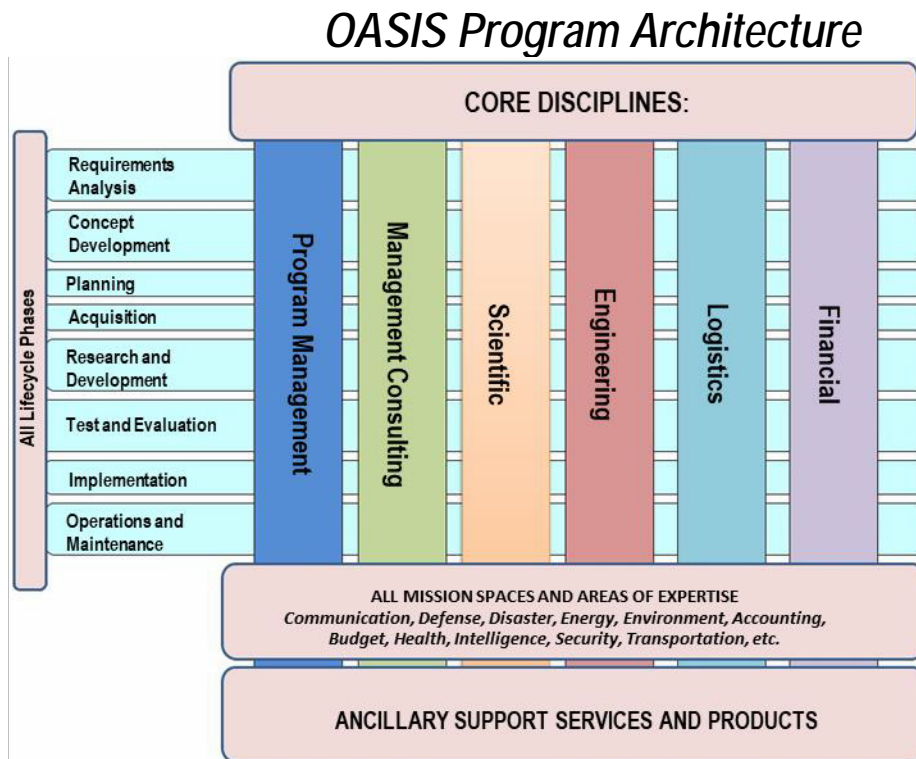 OASIS Program Architecture
CORE DISCIPLINES:
All Lifecycle Phases
Requirements
Analysis
Concept
Development
Planning
Acquisition
Research and
Development
Test and Evaluation
Implementation
Operations and
Maintenance
Program Management
Management Consulting
Scientific
Engineering
Logistics
Financial
ALL MISSION SPACES AND AREAS OF EXPERTISE
Communication, Defense, Disaster, Energy, Environment, Accounting,
Budget, Health, Intelligence, Security, Transportation, etc.
ANCILLARY SUPPORT SERVICES AND PRODUCTS